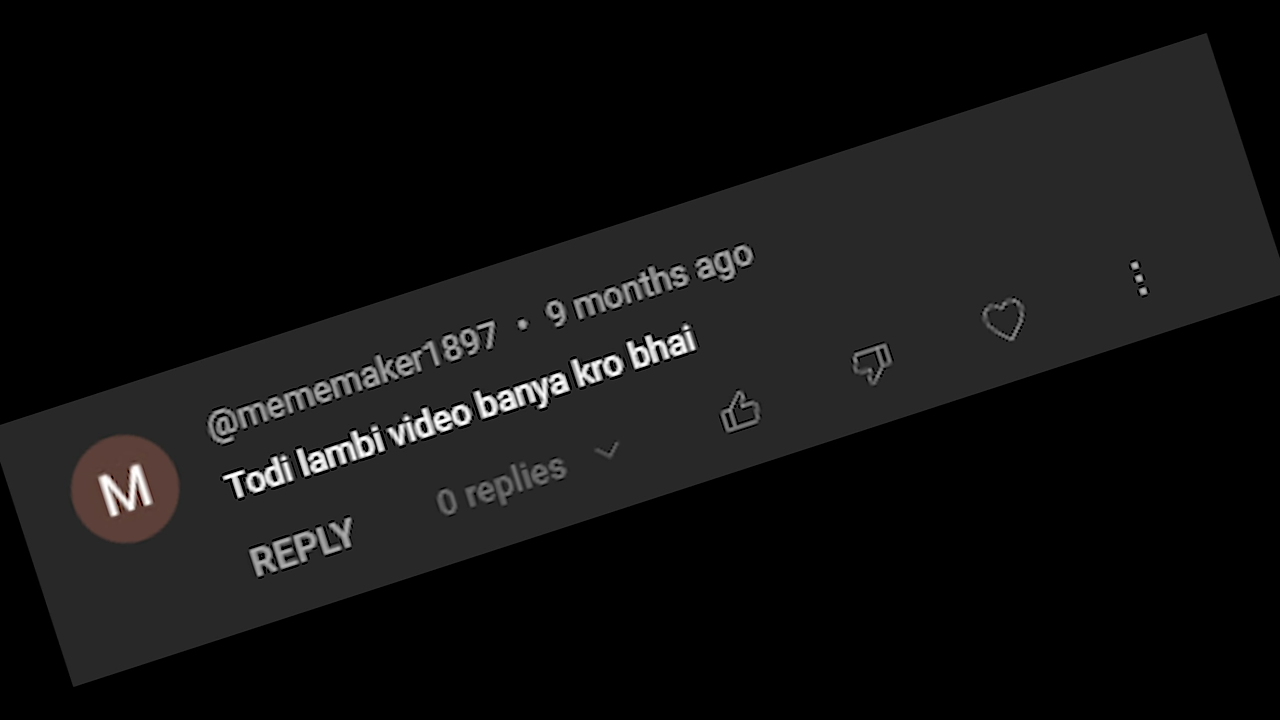 @mememaker1897 • 9 months ago
Todi lambi video banya kro bhai
M
REPLY 0 replies